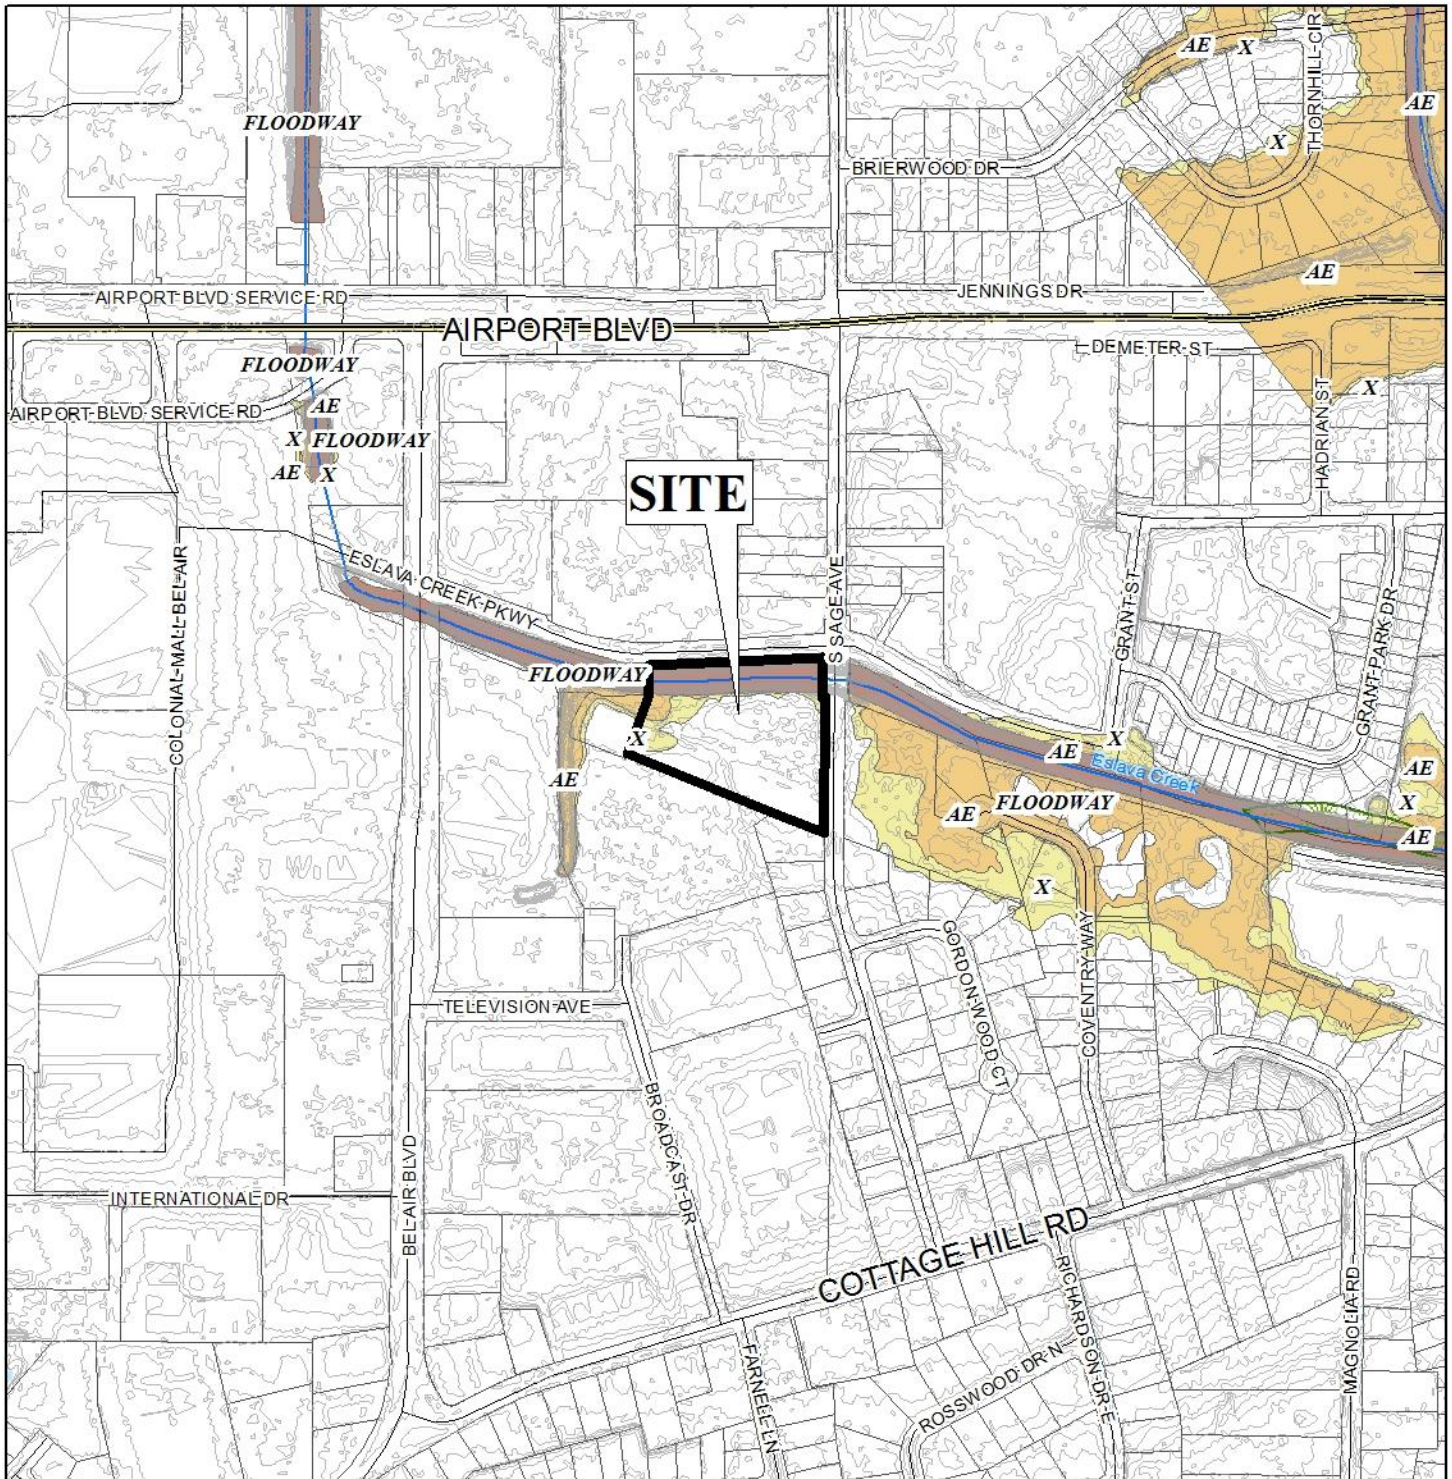 AE
X
THORNHILL CIR
AE
FLOODWAY
X
BRIERWOOD DR
AE
AIRPORT BLVD SERVICE RD
JENNINGS DR
AIRPORT BLVD
DEMETER ST
FLOODWAY
X
AIRPORT BLVD SERVICE RD
AE
X
FLOODWAY
AE
X
HADRIAN ST
SITE
COLONIAL MALL BEL AIR
ESLAVA CREEK PKWY
S SAGE AVE
GRANT ST
GRANT PARK DR
FLOODWAY
X
AE
X
AE
Eslava Creek
AE
X
AE
FLOODWAY
AE
X
GORDON WOOD CT
COVENTRY WAY
TELEVISION AVE
BROADCAST DR
BEL AIR BLVD
INTERNATIONAL DR
COTTAGE HILL RD
RICHARDSON DR E
MAGNOLIA RD
FARNELL LN
ROSSWOOD DR N